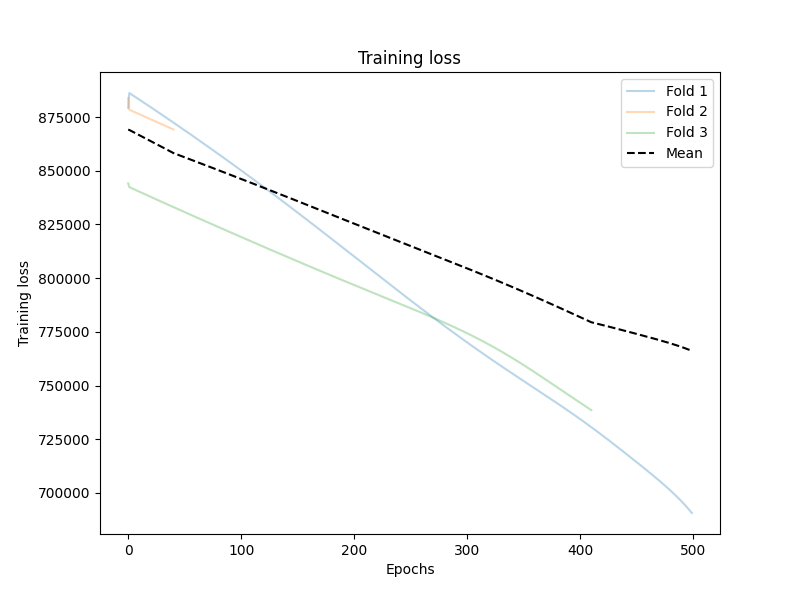 Training loss
Fold 1
Fold 2
Fold 3
Mean
Training loss
875000
850000
825000
800000
775000
750000
725000
700000
0 100 200 300 400 500
Epochs